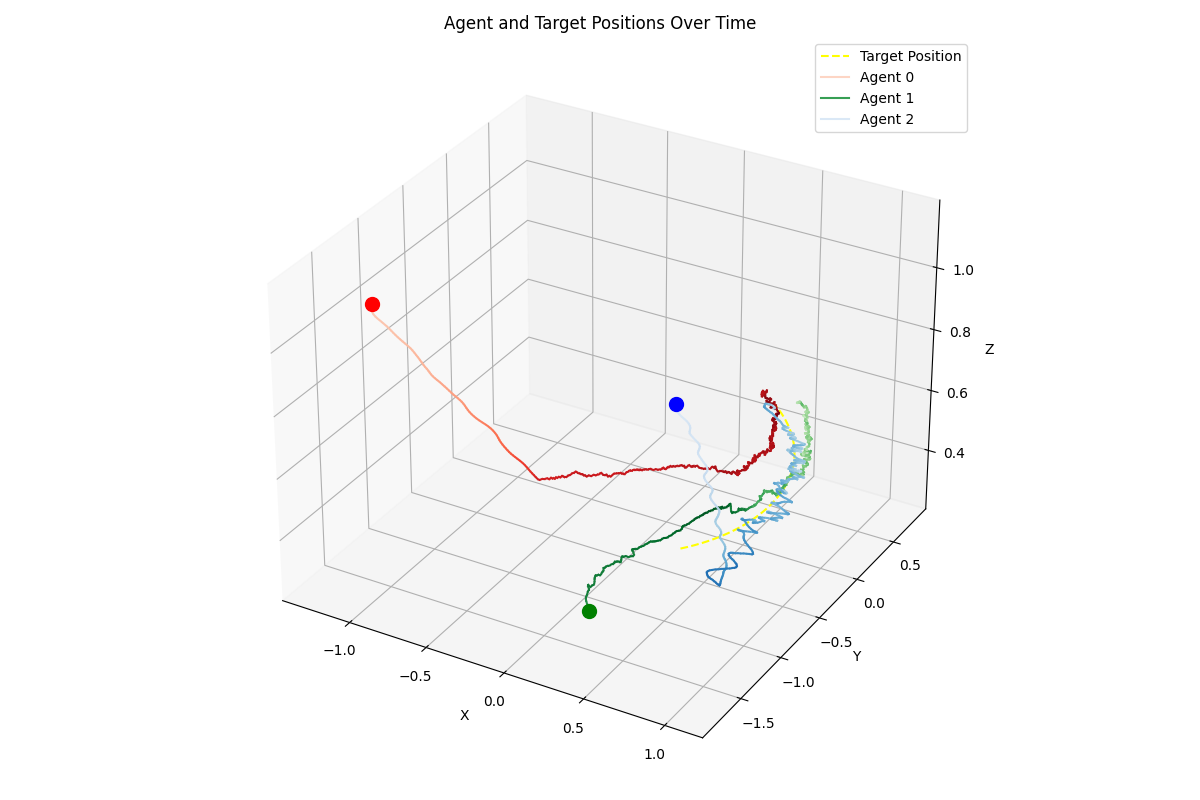 Agent and Target Positions Over Time
Target Position
Agent 0
Agent 1
Agent 2
1.0
0.8
Z
0.6
0.4
0.5
0.0
−0.5
Y
−1.0
−1.5
−1.0
−0.5
0.0
X
0.5
1.0